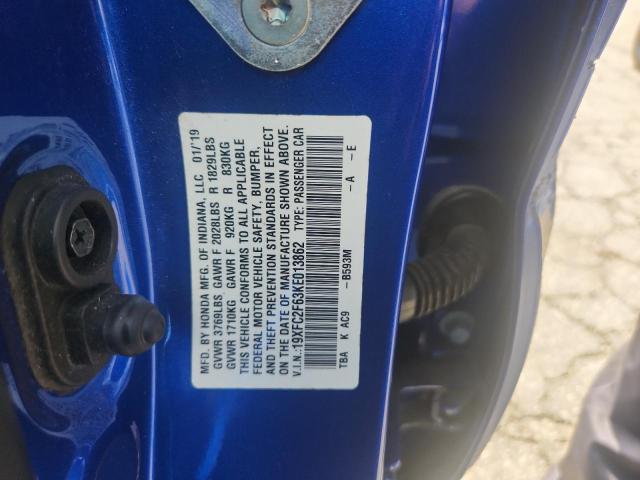 MFD. BY HONDA MFG. OF INDIANA, LLC 01/'19
GVWR 3769LBS GAWR F 2028LBS R 1829LBS
GVWR 1710KG GAWR F 920KG R 830KG
THIS VEHICLE CONFORMS TO ALL APPLICABLE
FEDERAL MOTOR VEHICLE SAFETY, BUMPER,
AND THEFT PREVENTION STANDARDS IN EFFECT
ON THE DATE OF MANUFACTURE SHOWN ABOVE.
V.I.N.:19XFC2F63KE013862 TYPE: PASSENGER CAR
TBA K AC9 -B593M -A -E